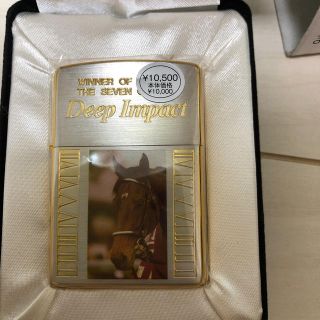 WINNER OF
THE SEVEN
Deep Impact
¥10,500
本体価格
¥10,000